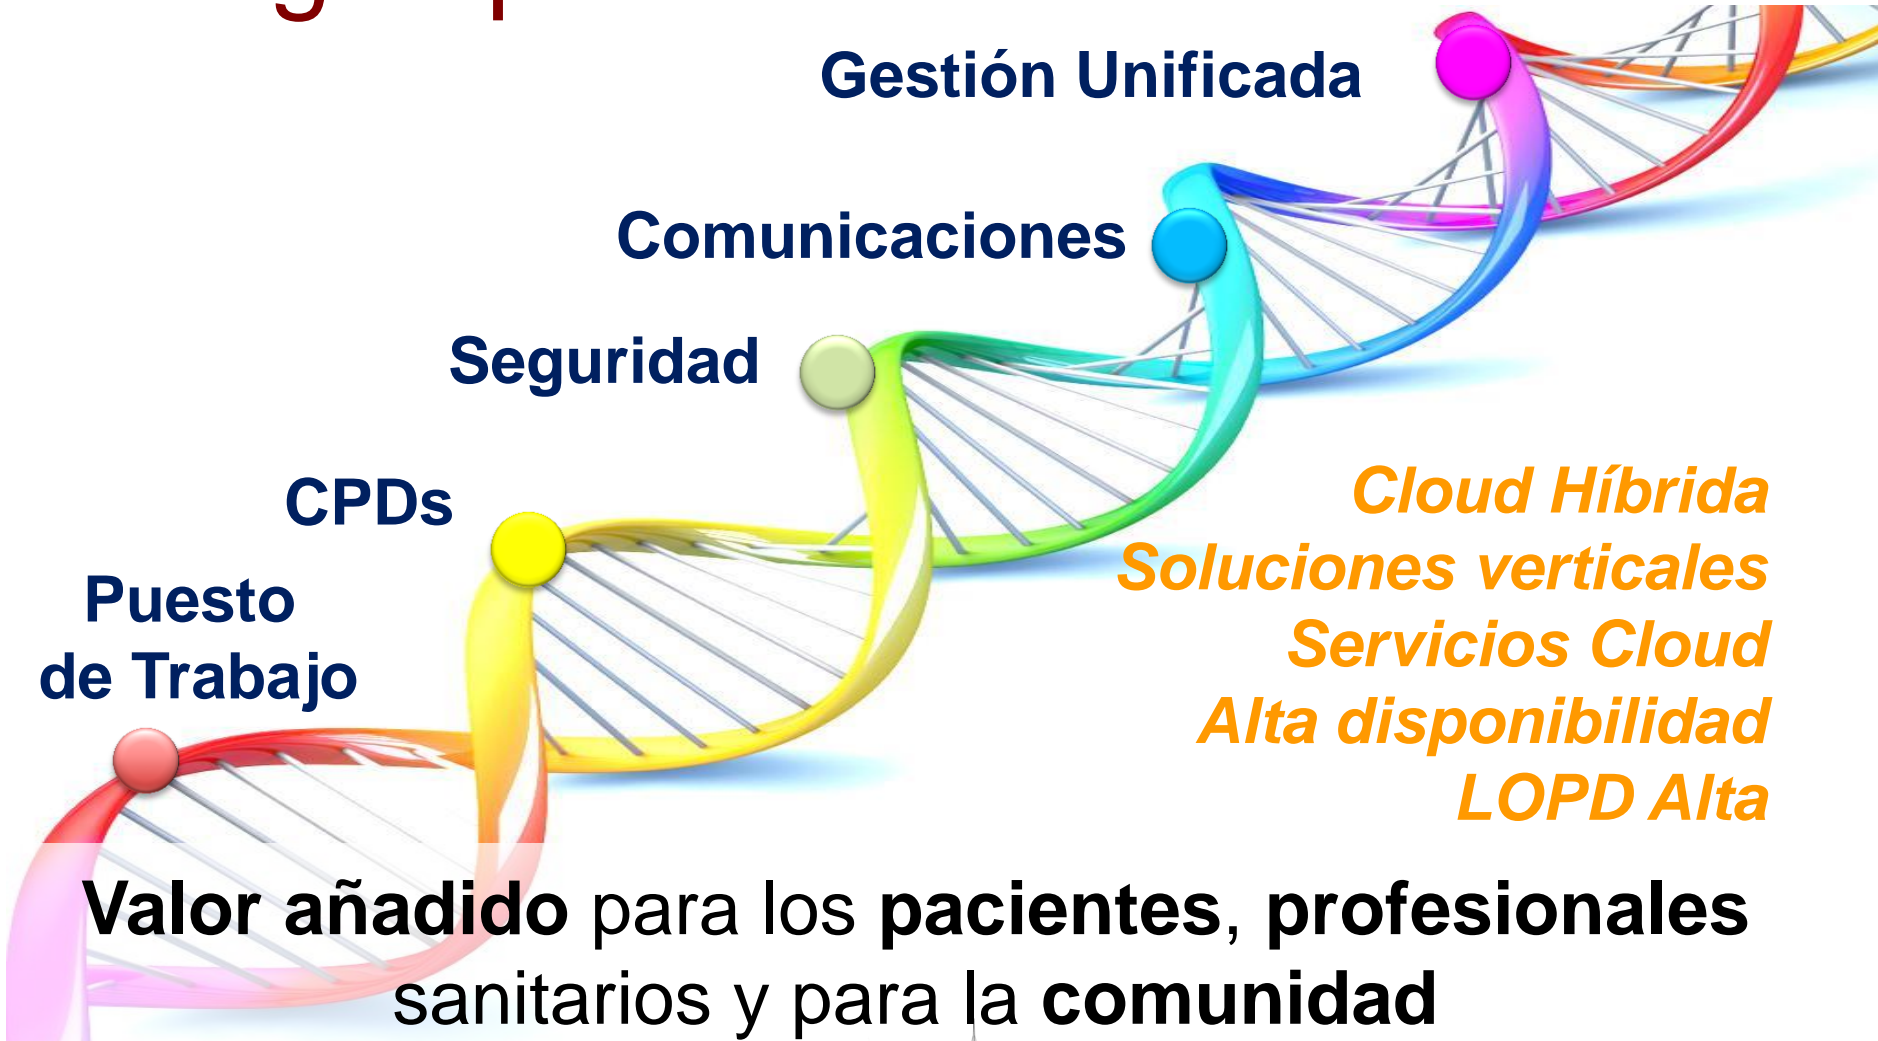 Gestión Unificada
Comunicaciones
Seguridad
CPDs
Puesto
de Trabajo
Cloud Híbrida
Soluciones verticales
Servicios Cloud
Alta disponibilidad
LOPD Alta
Valor añadido para los pacientes, profesionales
sanitarios y para la comunidad